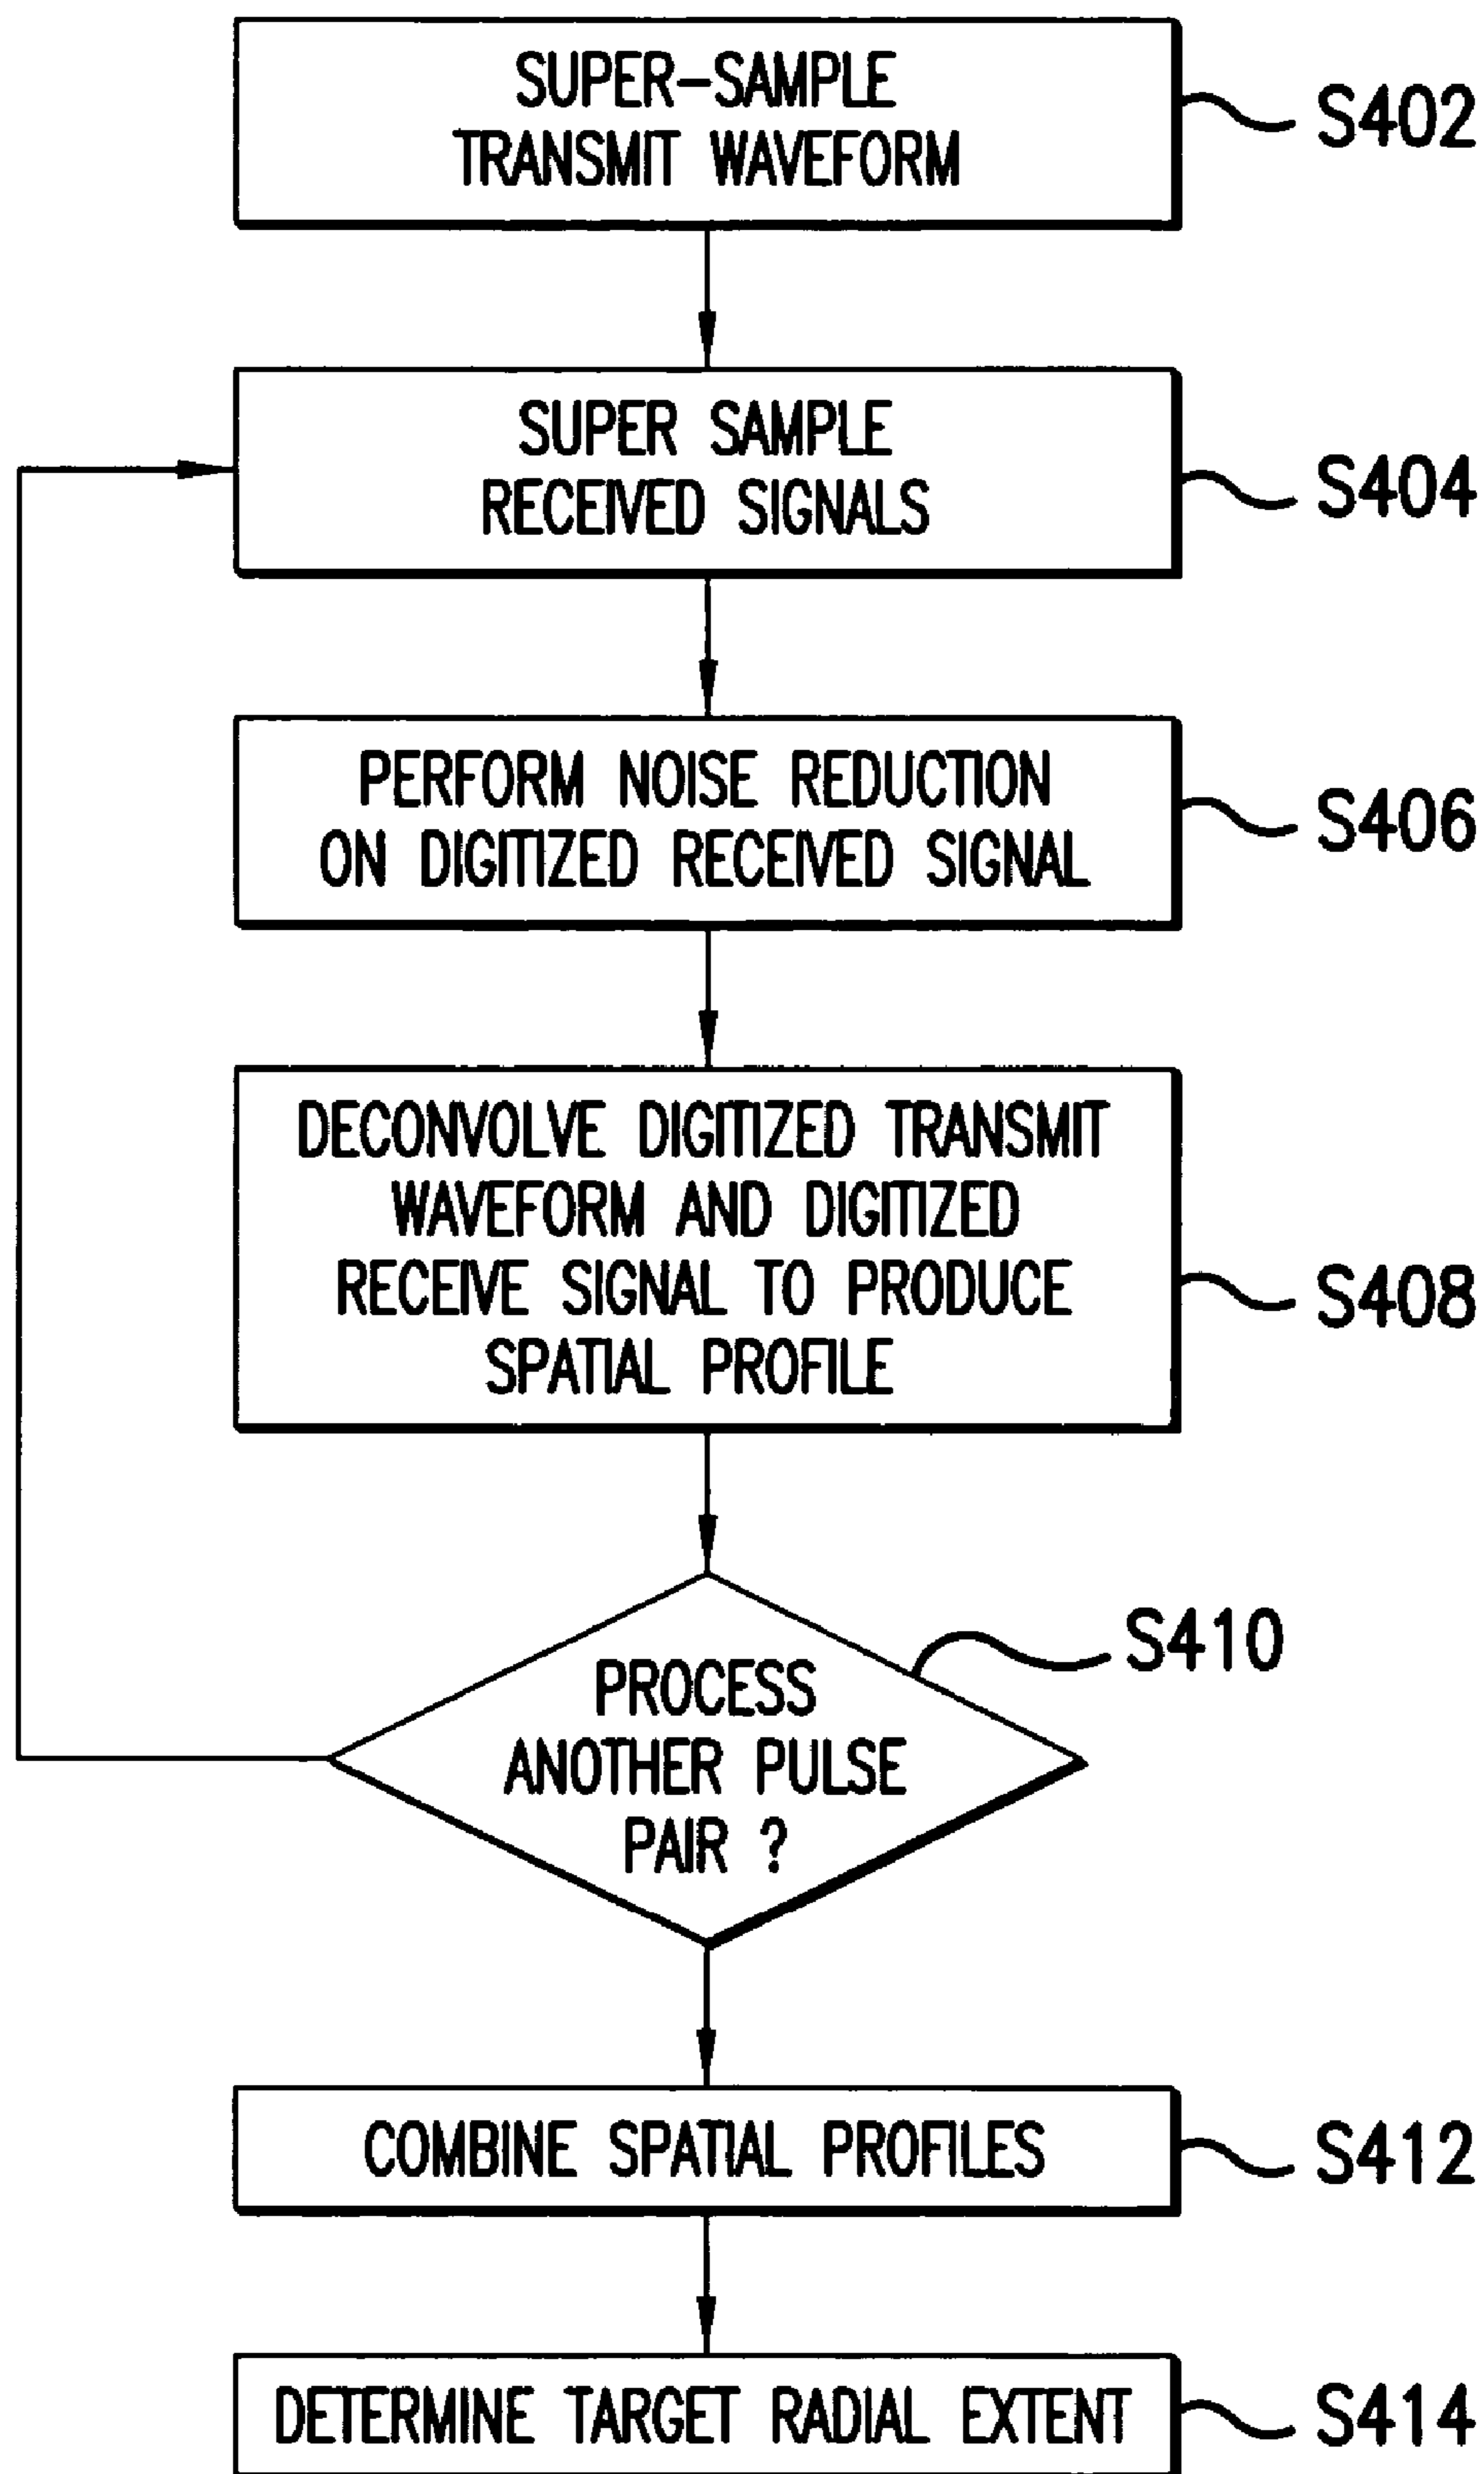 SUPER-SAMPLE
TRANSMIT WAVEFORM
S402
SUPER SAMPLE
RECEIVED SIGNALS
S404
PERFORM NOISE REDUCTION
ON DIGITIZED RECEIVED SIGNAL
S406
DECONVOLVE DIGITIZED TRANSMIT
WAVEFORM AND DIGITIZED
RECEIVE SIGNAL TO PRODUCE
SPATIAL PROFILE
S408
PROCESS
ANOTHER PULSE
PAIR ?
S410
COMBINE SPATIAL PROFILES
S412
DETERMINE TARGET RADIAL EXTENT
S414